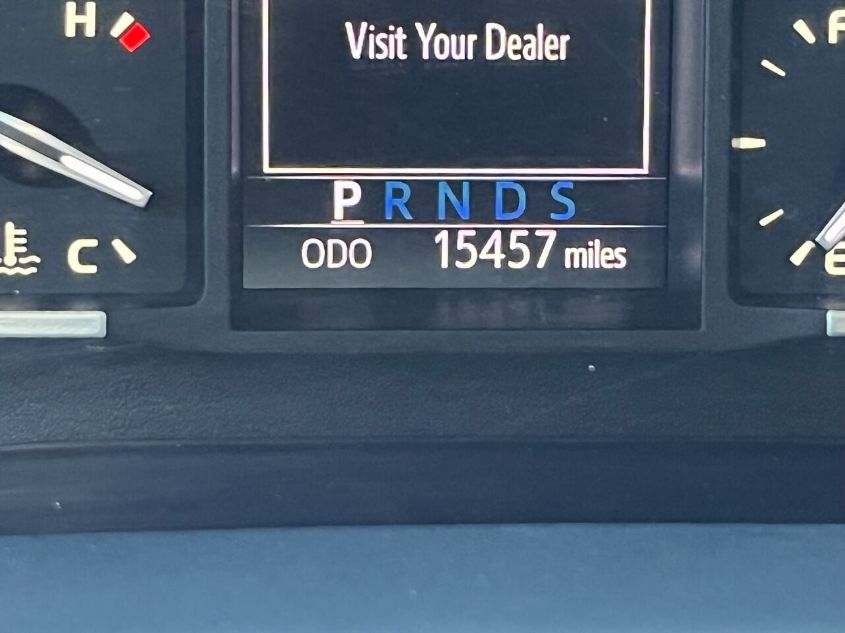 H
Visit Your Dealer
F
P R N D S
C
ODO 15457 miles
E